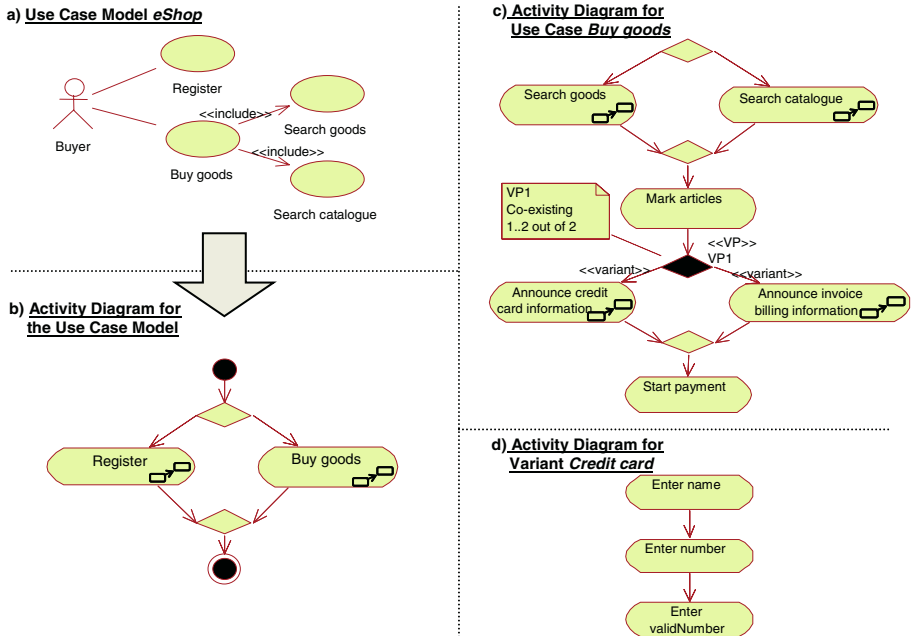 a) Use Case Model eShop
Register
<<include>>
Search goods
Buyer
<<include>>
Buy goods
Search catalogue
b) Activity Diagram for
the Use Case Model
Register
Buy goods
c) Activity Diagram for
Use Case Buy goods
Search goods
Search catalogue
VP1
Co-existing
1..2 out of 2
Mark articles
<<VP>>
VP1
<<variant>>
<<variant>>
Announce credit
card information
Announce invoice
billing information
Start payment
d) Activity Diagram for
Variant Credit card
Enter name
Enter number
Enter
validNumber